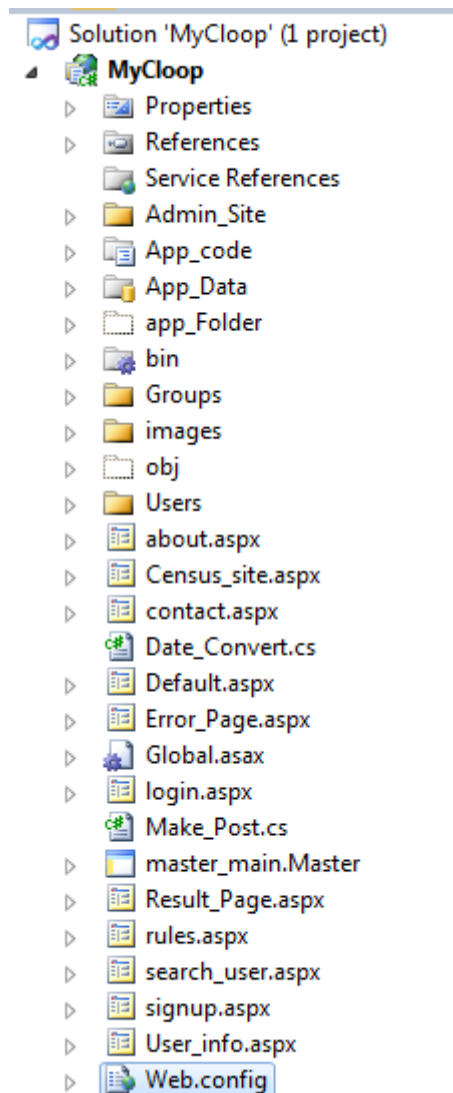 Solution 'MyCloop' (1 project)
MyCloop
Properties
References
Service References
Admin_Site
App_code
App_Data
app_Folder
bin
Groups
images
obj
Users
about.aspx
Census_site.aspx
contact.aspx
Date_Convert.cs
Default.aspx
Error_Page.aspx
Global.asax
login.aspx
Make_Post.cs
master_main.Master
Result_Page.aspx
rules.aspx
search_user.aspx
signup.aspx
User_info.aspx
Web.config